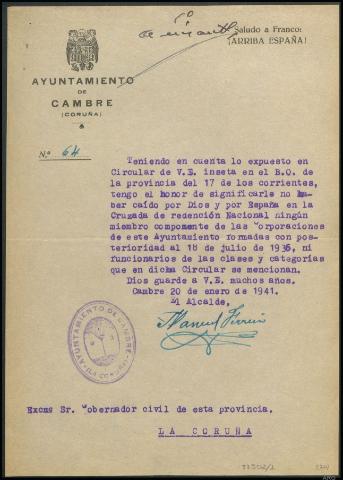 Saludo a Franco:
¡ARRIBA ESPAÑA!
AYUNTAMIENTO
DE
CAMBRE
(CORUÑA)
N.º 64
Teniendo en cuenta lo expuesto en
Circular de V.E. inseta en el B.O. de
la provincia del 17 de los corrientes,
tengo el honor de significarle no ha-
ber caído por Dios y por España en la
Cruzada de redención Nacional ningún
miembro componente de las Corporaciones
de este Ayuntamiento formadas con pos-
terioridad al 18 de julio de 1936, ni
funcionarios de las clases y categorías
que en dicha Circular se mencionan.
Dios guarde a V.E. muchos años.
Cambre 20 de enero de 1941.
El Alcalde,
Manuel
AYUNTAMIENTO DE CAMBRE
Excmo Sr. Gobernador civil de esta provincia.
LA CORUÑA